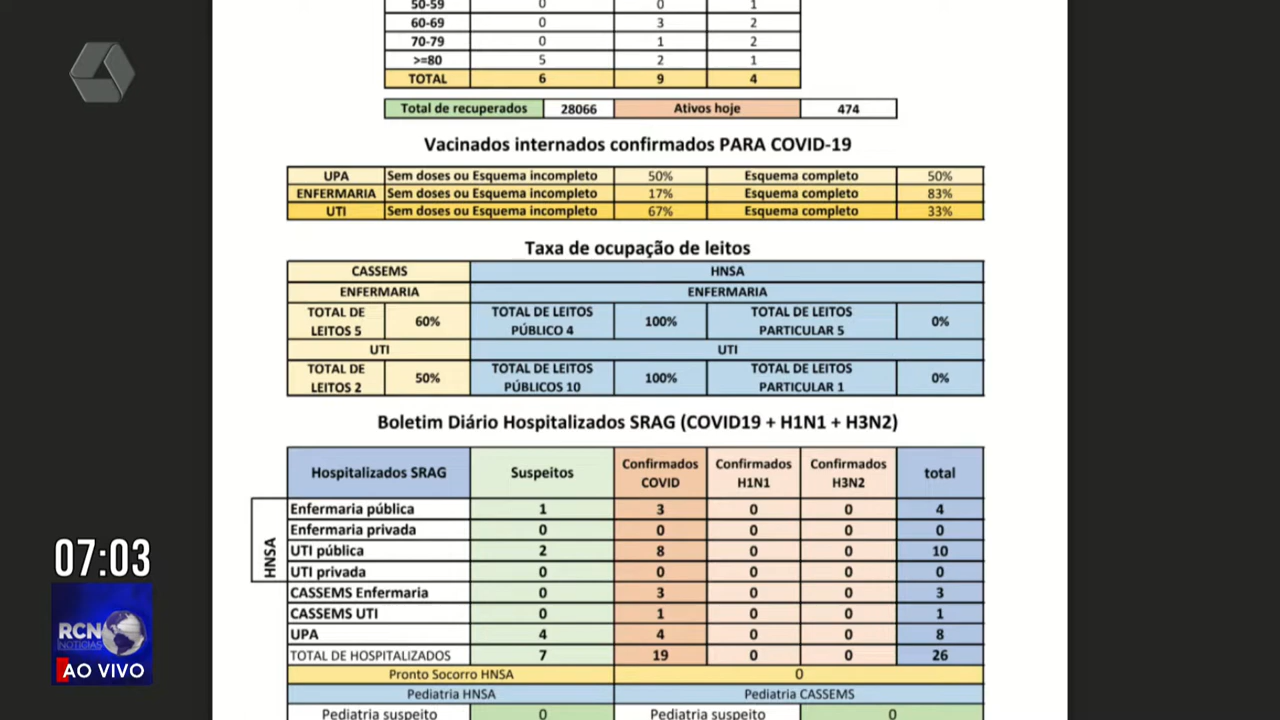 50-59 0 0 1
60-69 0 3 2
70-79 0 1 2
>=80 5 2 1
TOTAL 6 9 4
Total de recuperados 28066 Ativos hoje 474
Vacinados internados confirmados PARA COVID-19
UPA Sem doses ou Esquema incompleto 50% Esquema completo 50%
ENFERMARIA Sem doses ou Esquema incompleto 17% Esquema completo 83%
UTI Sem doses ou Esquema incompleto 67% Esquema completo 33%
Taxa de ocupação de leitos
CASSEMS HNSA
ENFERMARIA ENFERMARIA
TOTAL DE LEITOS 5 60% TOTAL DE LEITOS PÚBLICO 4 100% TOTAL DE LEITOS PARTICULAR 5 0%
UTI UTI
TOTAL DE LEITOS 2 50% TOTAL DE LEITOS PÚBLICOS 10 100% TOTAL DE LEITOS PARTICULAR 1 0%
Boletim Diário Hospitalizados SRAG (COVID19 + H1N1 + H3N2)
Hospitalizados SRAG Suspeitos Confirmados COVID Confirmados H1N1 Confirmados H3N2 total
HNSA
Enfermaria pública 1 3 0 0 4
Enfermaria privada 0 0 0 0 0
UTI pública 2 8 0 0 10
UTI privada 0 0 0 0 0
CASSEMS Enfermaria 0 3 0 0 3
CASSEMS UTI 0 1 0 0 1
UPA 4 4 0 0 8
TOTAL DE HOSPITALIZADOS 7 19 0 0 26
Pronto Socorro HNSA 0
Pediatria HNSA Pediatria CASSEMS
Pediatria suspeito 0 Pediatria suspeito 0
07:03
RCN
NOTÍCIAS
AO VIVO